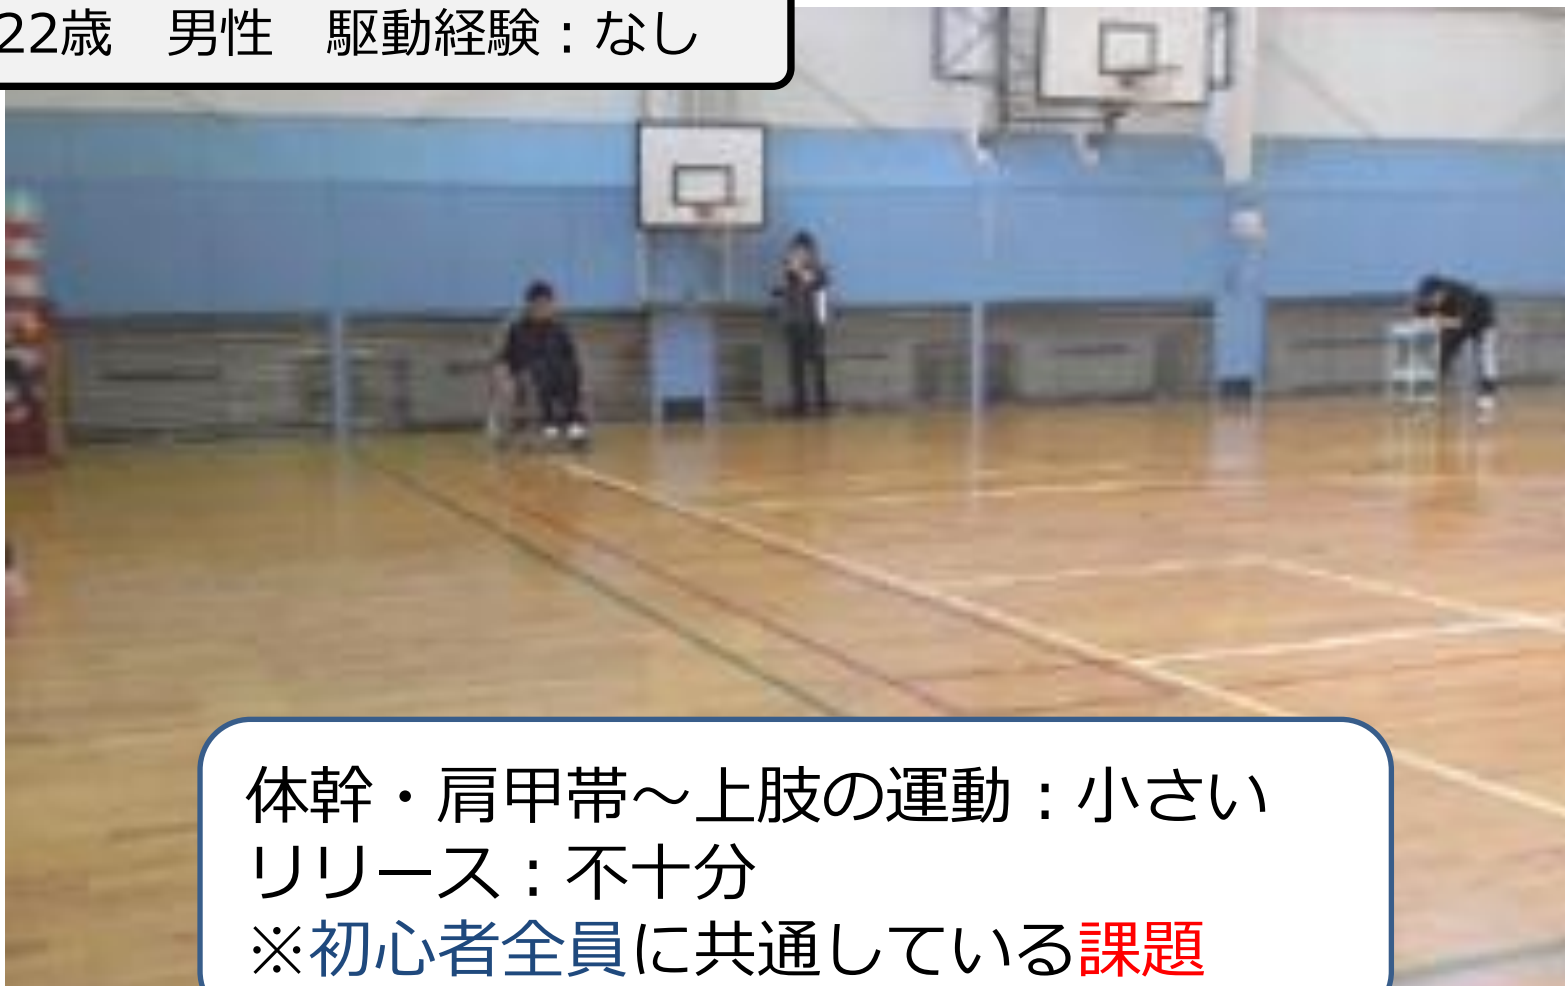 22歳　男性　駆動経験：なし
体幹・肩甲帯～上肢の運動：小さい
リリース：不十分
※初心者全員に共通している課題